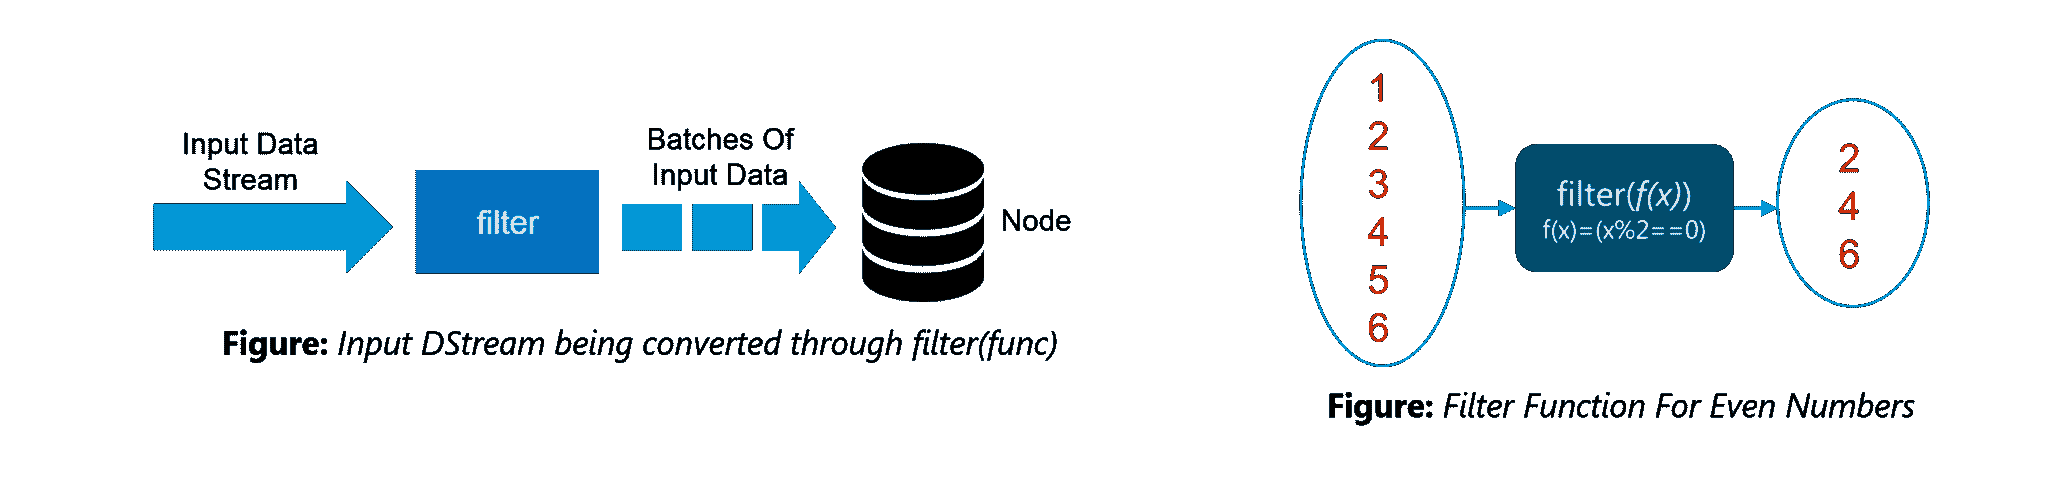 Input Data
Stream
filter
Batches Of
Input Data
Node
Figure: Input DStream being converted through filter(func)
1
2
3
4
5
6
filter(f(x))
f(x)=(x%2==0)
2
4
6
Figure: Filter Function For Even Numbers